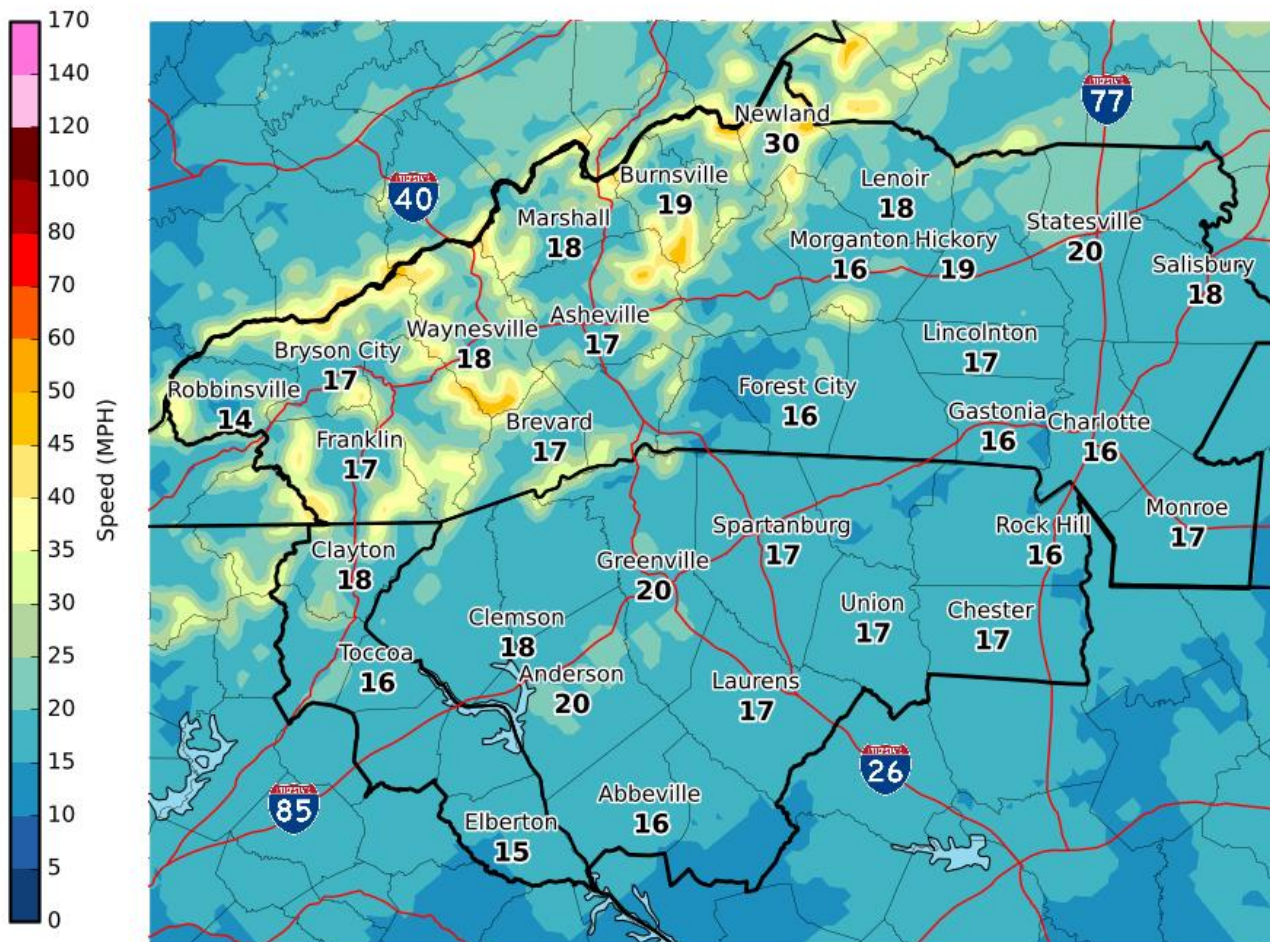 170
140
120
100
80
70
60
50
45
40
35
30
25
20
15
10
5
0
Speed (MPH)
INTERSTATE
77
Newland
30
INTERSTATE
40
Burnsville
19
Lenoir
18
Marshall
18
Statesville
20
Morganton
16
Hickory
19
Salisbury
18
Asheville
17
Waynesville
18
Lincolnton
17
Bryson City
17
Robbinsville
14
Forest City
16
Gastonia
16
Charlotte
16
Brevard
17
Franklin
17
Monroe
17
Rock Hill
16
Spartanburg
17
Clayton
18
Greenville
20
Union
17
Chester
17
Clemson
18
Toccoa
16
Anderson
20
Laurens
17
INTERSTATE
26
INTERSTATE
85
Abbeville
16
Elberton
15